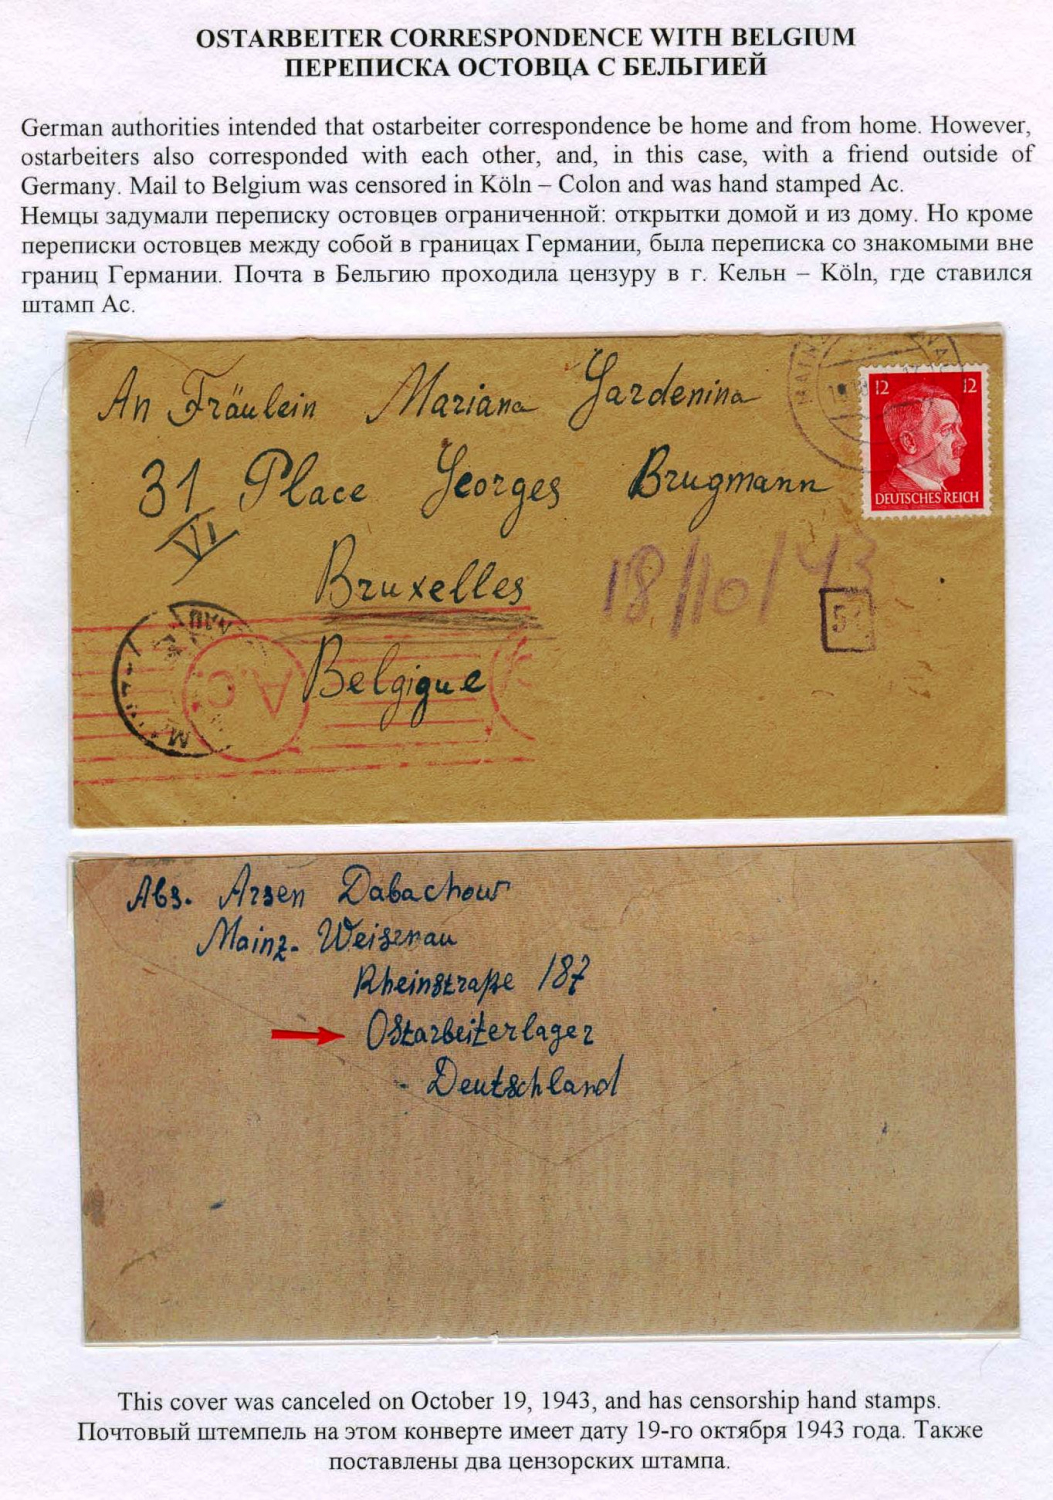 OSTARBEITER CORRESPONDENCE WITH BELGIUM
ПЕРЕПИСКА ОСТОВЦА С БЕЛЬГИЕЙ
German authorities intended that ostarbeiter correspondence be home and from home. However,
ostarbeiters also corresponded with each other, and, in this case, with a friend outside of
Germany. Mail to Belgium was censored in Köln – Colon and was hand stamped Ac.
Немцы задумали переписку остовцев ограниченной: открытки домой и из дому. Но кроме
переписки остовцев между собой в границах Германии, была переписка со знакомыми вне
границ Германии. Почта в Бельгию проходила цензуру в г. Кельн – Köln, где ставился
штамп Ас.
An Fräulein Mariana Gardenina
12 12
DEUTSCHES REICH
31 Place Georges Brugmann
VI
Bruxelles
18/10/43
Belgique
A.C.
Abs. Arsen Dabachow
Mainz-Weisenau
Rheinstraße 187
Ostarbeiterlager
Deutschland
This cover was canceled on October 19, 1943, and has censorship hand stamps.
Почтовый штемпель на этом конверте имеет дату 19-го октября 1943 года. Также
поставлены два цензорских штампа.